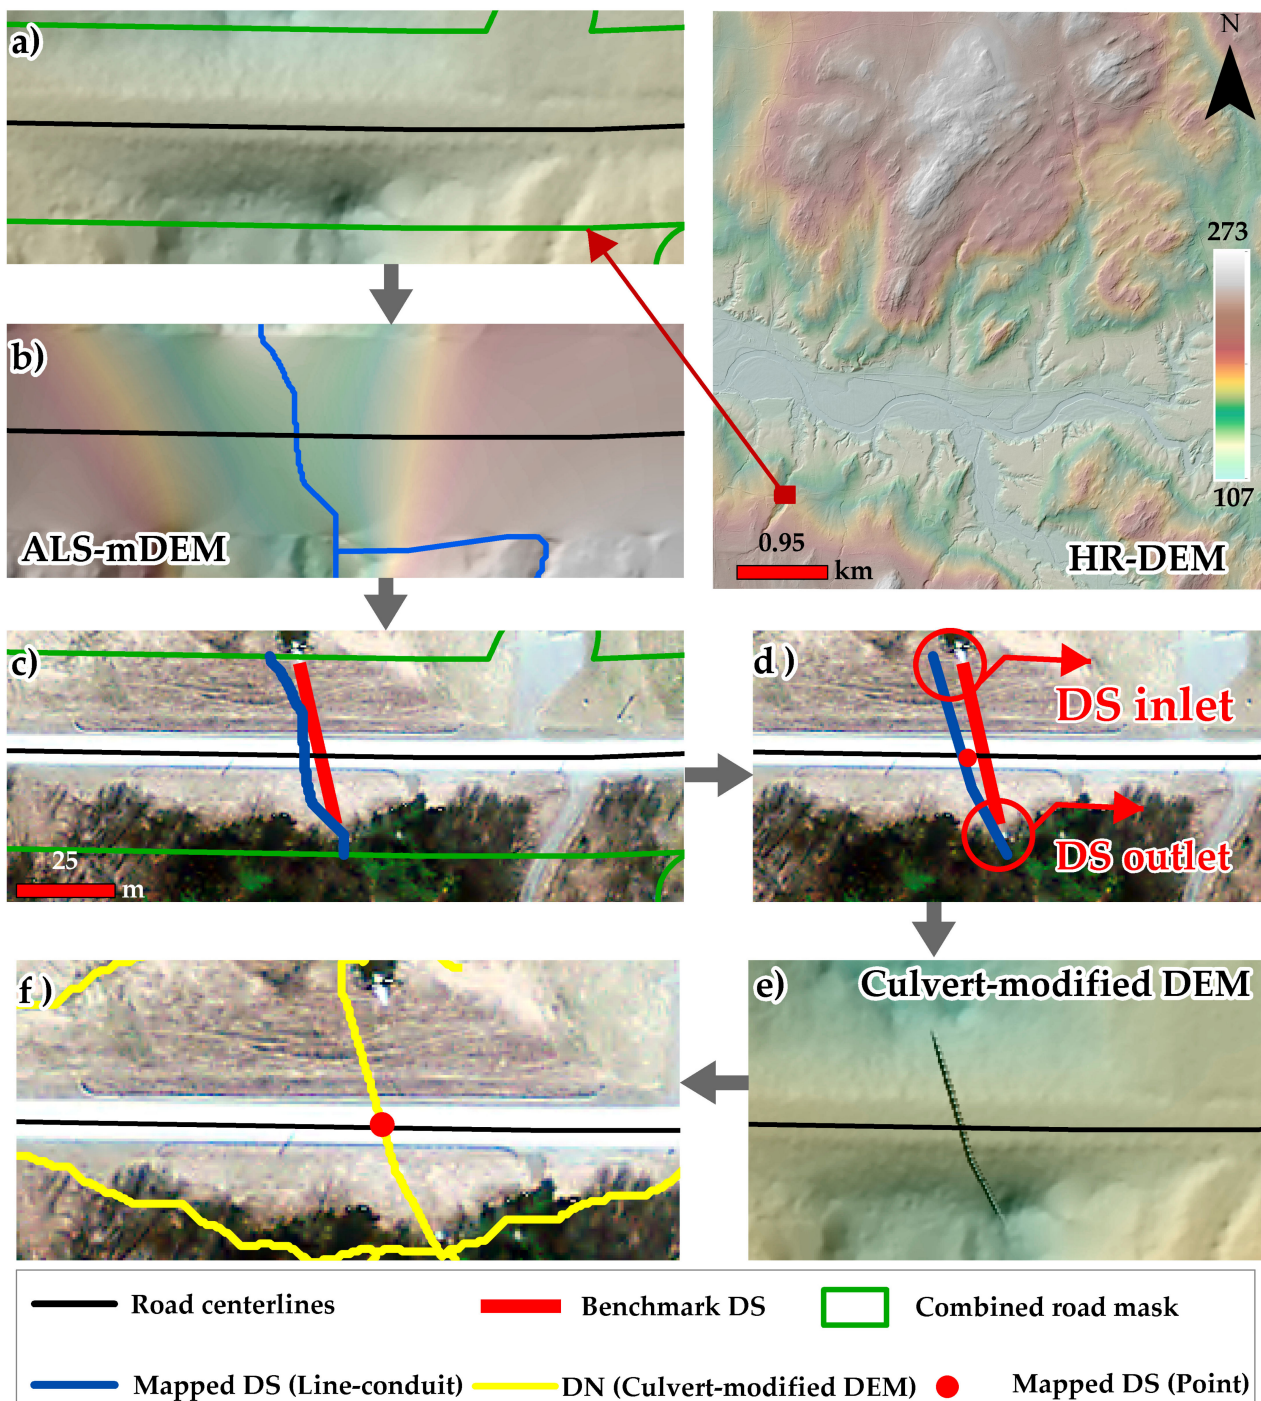 a)
N
273
107
0.95
km
HR-DEM
b)
ALS-mDEM
c)
25
m
d )
DS inlet
DS outlet
f )
e)
Culvert-modified DEM
Road centerlines
Benchmark DS
Combined road mask
Mapped DS (Line-conduit)
DN (Culvert-modified DEM)
Mapped DS (Point)